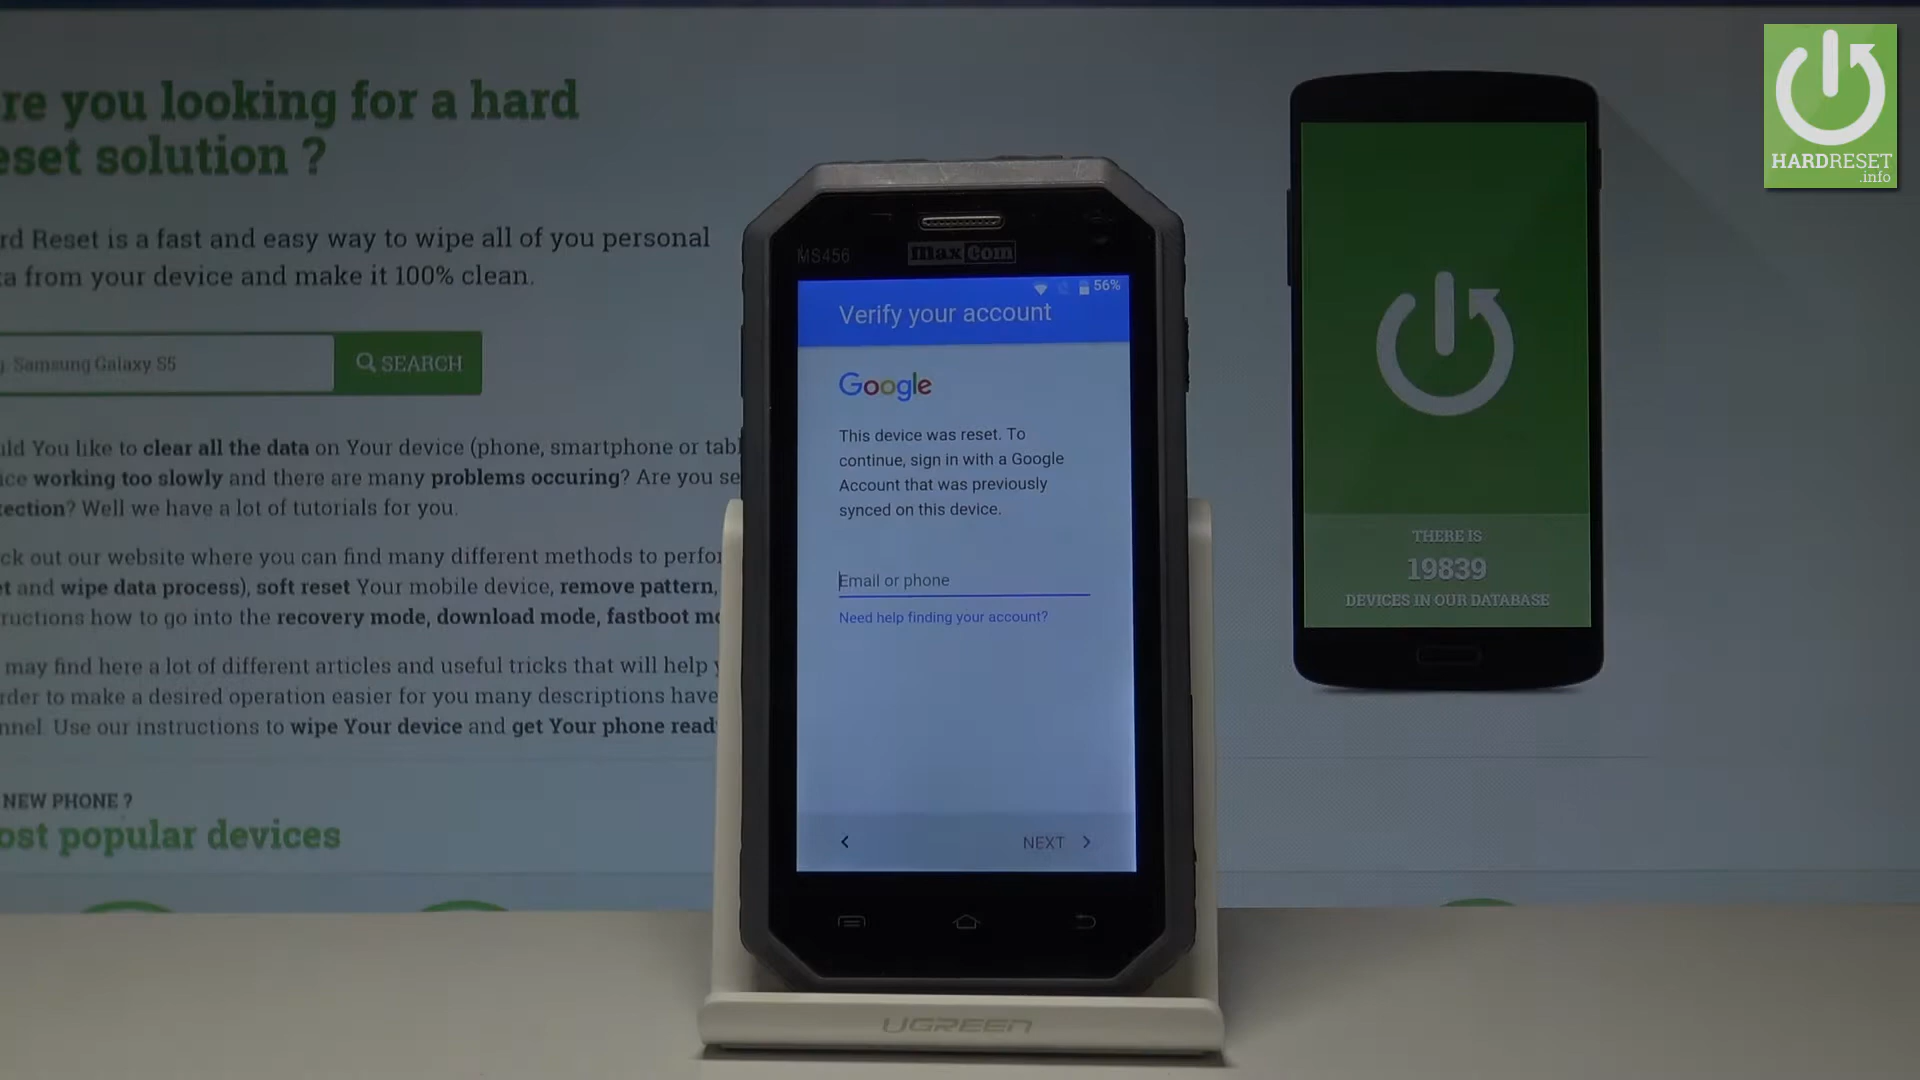 re you looking for a hard
eset solution ?
rd Reset is a fast and easy way to wipe all of you personal
a from your device and make it 100% clean.
Samsung Galaxy S5
SEARCH
uld You like to clear all the data on Your device (phone, smartphone or tabl
ice working too slowly and there are many problems occuring? Are you se
tection? Well we have a lot of tutorials for you.
ck out our website where you can find many different methods to perfor
et and wipe data process), soft reset Your mobile device, remove pattern,
ructions how to go into the recovery mode, download mode, fastboot mo
may find here a lot of different articles and useful tricks that will help y
rder to make a desired operation easier for you many descriptions have
nnel. Use our instructions to wipe Your device and get Your phone read
NEW PHONE ?
ost popular devices
MS456
maxcom
56%
Verify your account
Google
This device was reset. To
continue, sign in with a Google
Account that was previously
synced on this device.
Email or phone
Need help finding your account?
NEXT
UGREEN
THERE IS
19839
DEVICES IN OUR DATABASE
HARDRESET
.info